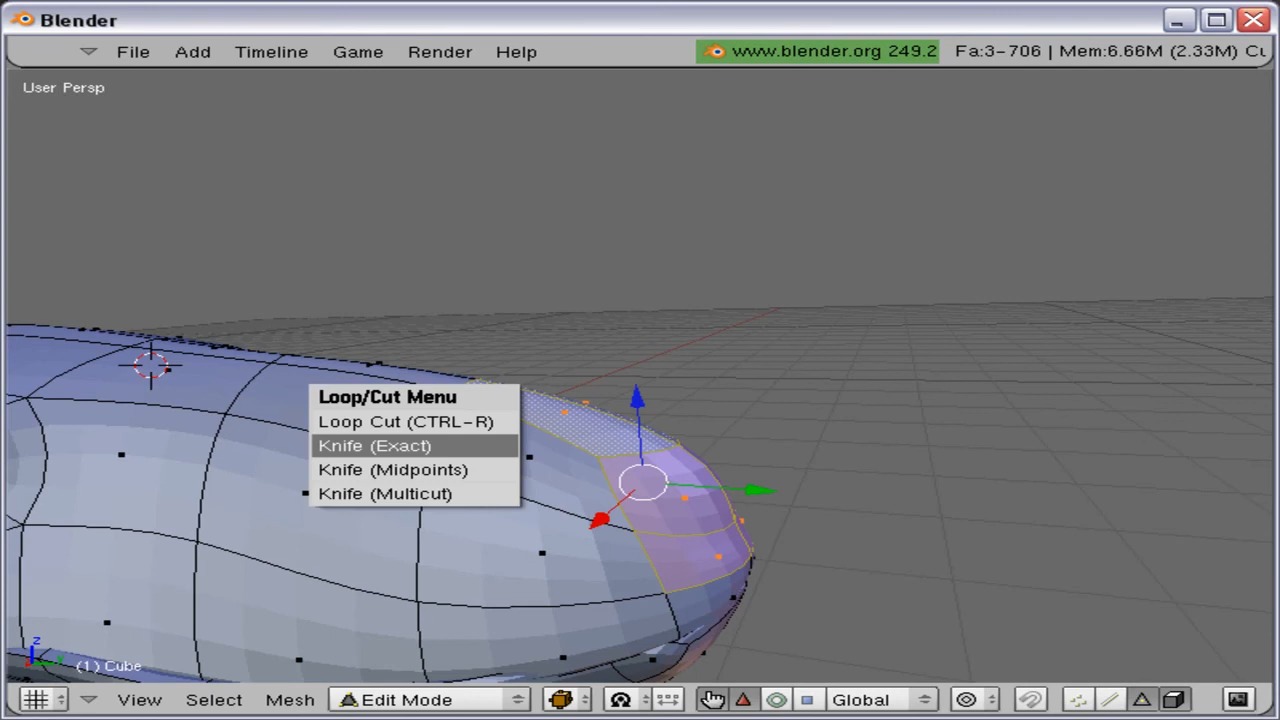 Blender
File Add Timeline Game Render Help www.blender.org 249.2 Fa:3-706 | Mem:6.66M (2.33M) Cu
User Persp
Loop/Cut Menu
Loop Cut (CTRL-R)
Knife (Exact)
Knife (Midpoints)
Knife (Multicut)
z
(1) Cube
View Select Mesh Edit Mode Global